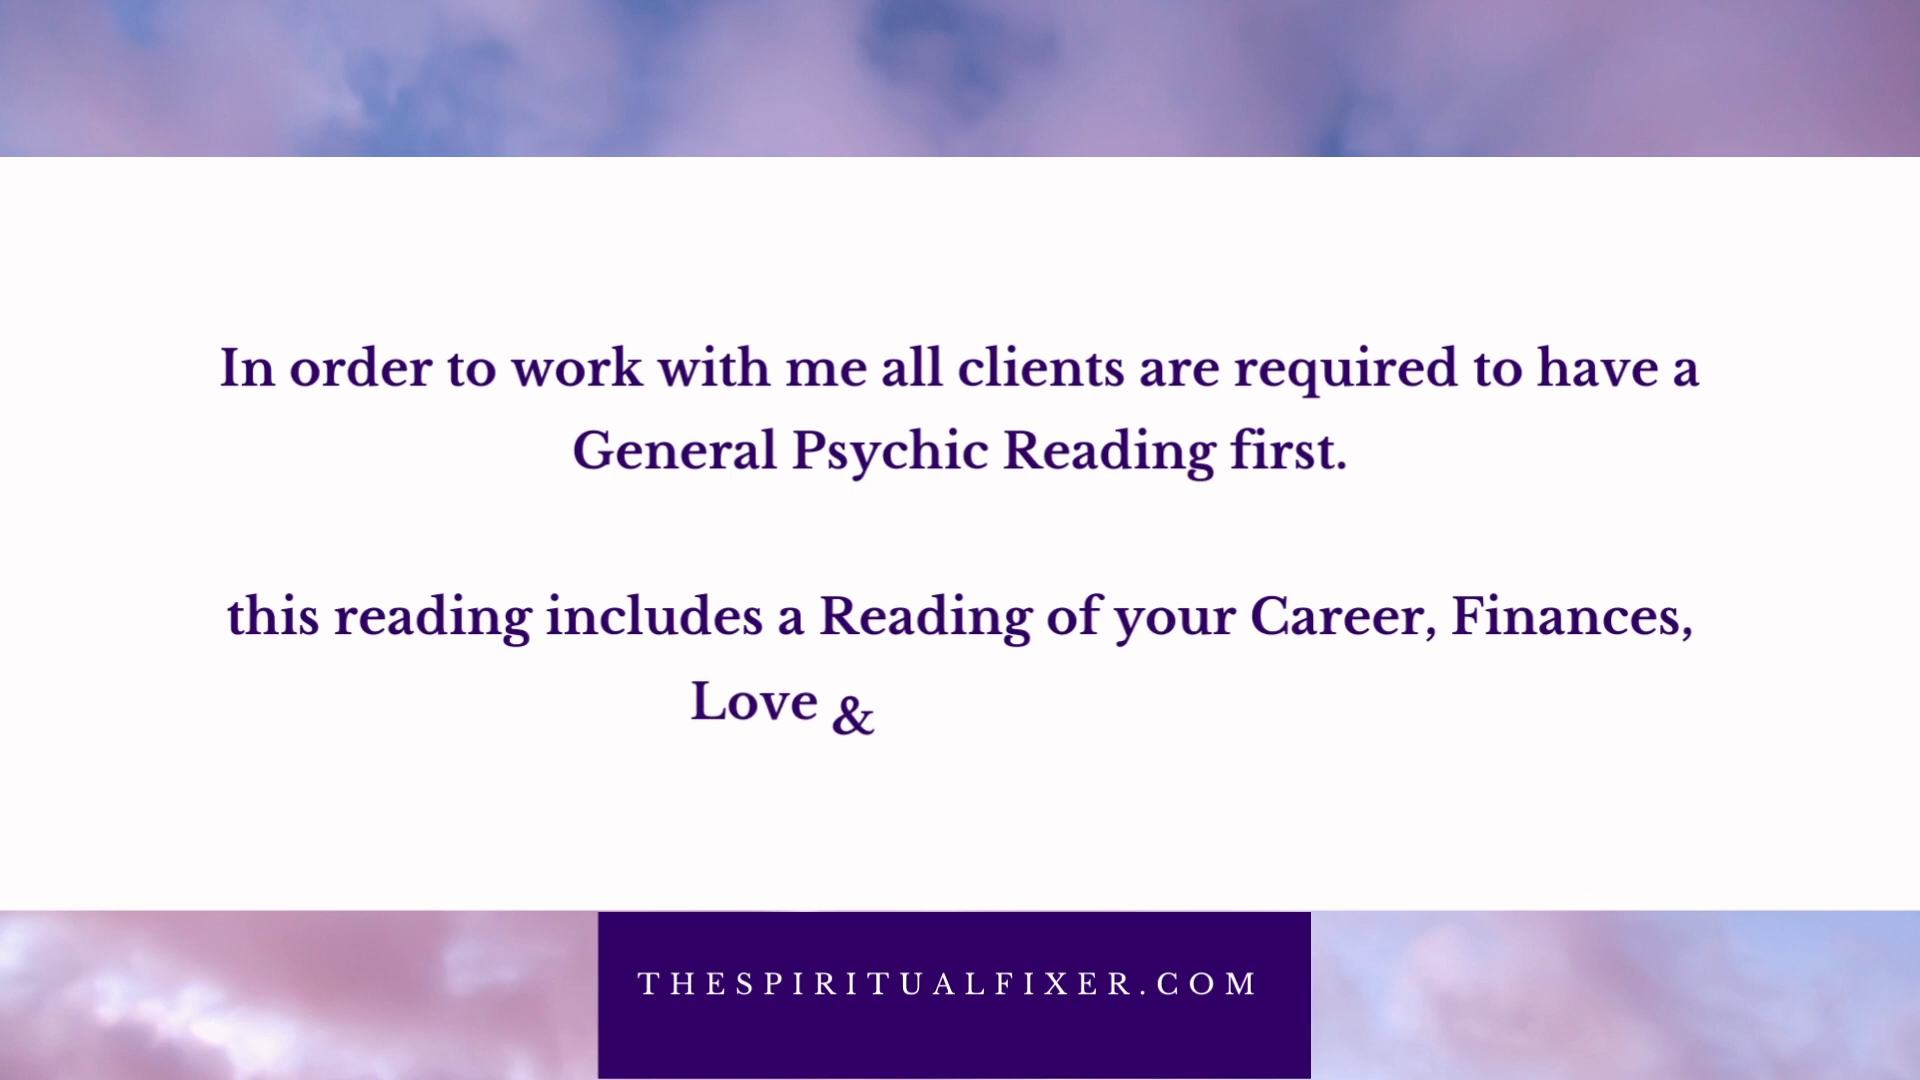 In order to work with me all clients are required to have a
General Psychic Reading first.
this reading includes a Reading of your Career, Finances,
Love &
THESPIRITUALFIXER.COM